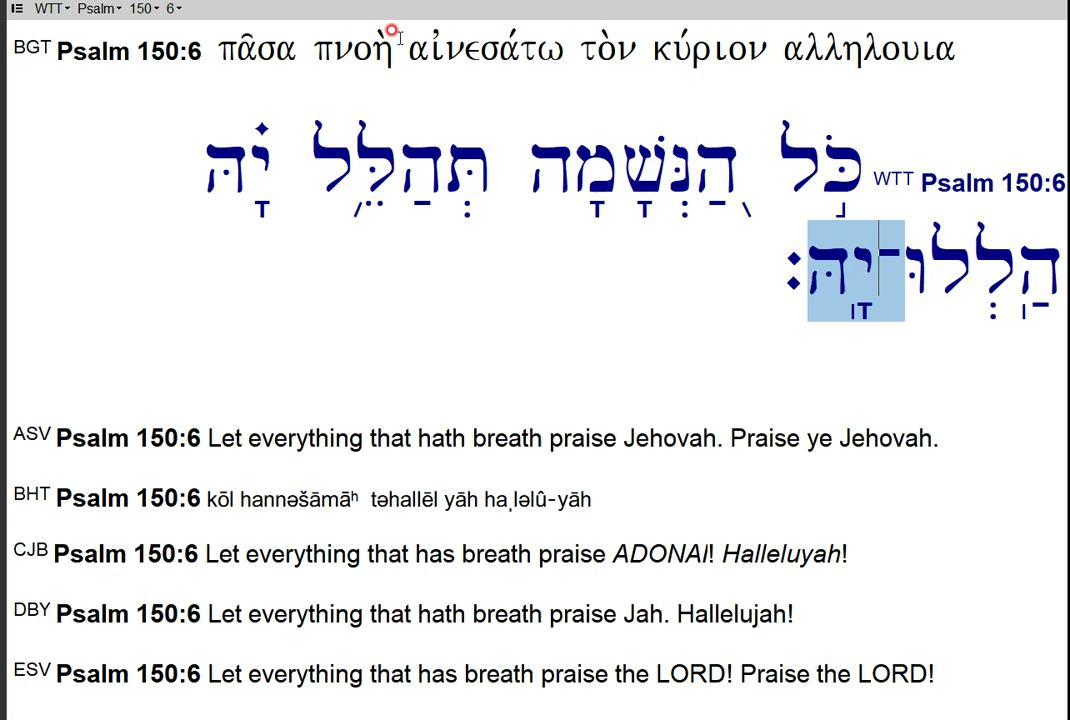 WTT Psalm 150 6
BGT Psalm 150:6 πᾶσα πνοὴ αἰνεσάτω τὸν κύριον αλληλουια
WTT Psalm 150:6 כֹּ֣ל הַ֭נְּשָׁמָה תְּהַלֵּ֥ל יָ֗הּ
הַֽלְלוּ־יָֽהּ׃
ASV Psalm 150:6 Let everything that hath breath praise Jehovah. Praise ye Jehovah.
BHT Psalm 150:6 kōl hannəšāmāʰ təhallēl yāh ha|ləlû-yāh
CJB Psalm 150:6 Let everything that has breath praise ADONAI! Halleluyah!
DBY Psalm 150:6 Let everything that hath breath praise Jah. Hallelujah!
ESV Psalm 150:6 Let everything that has breath praise the LORD! Praise the LORD!